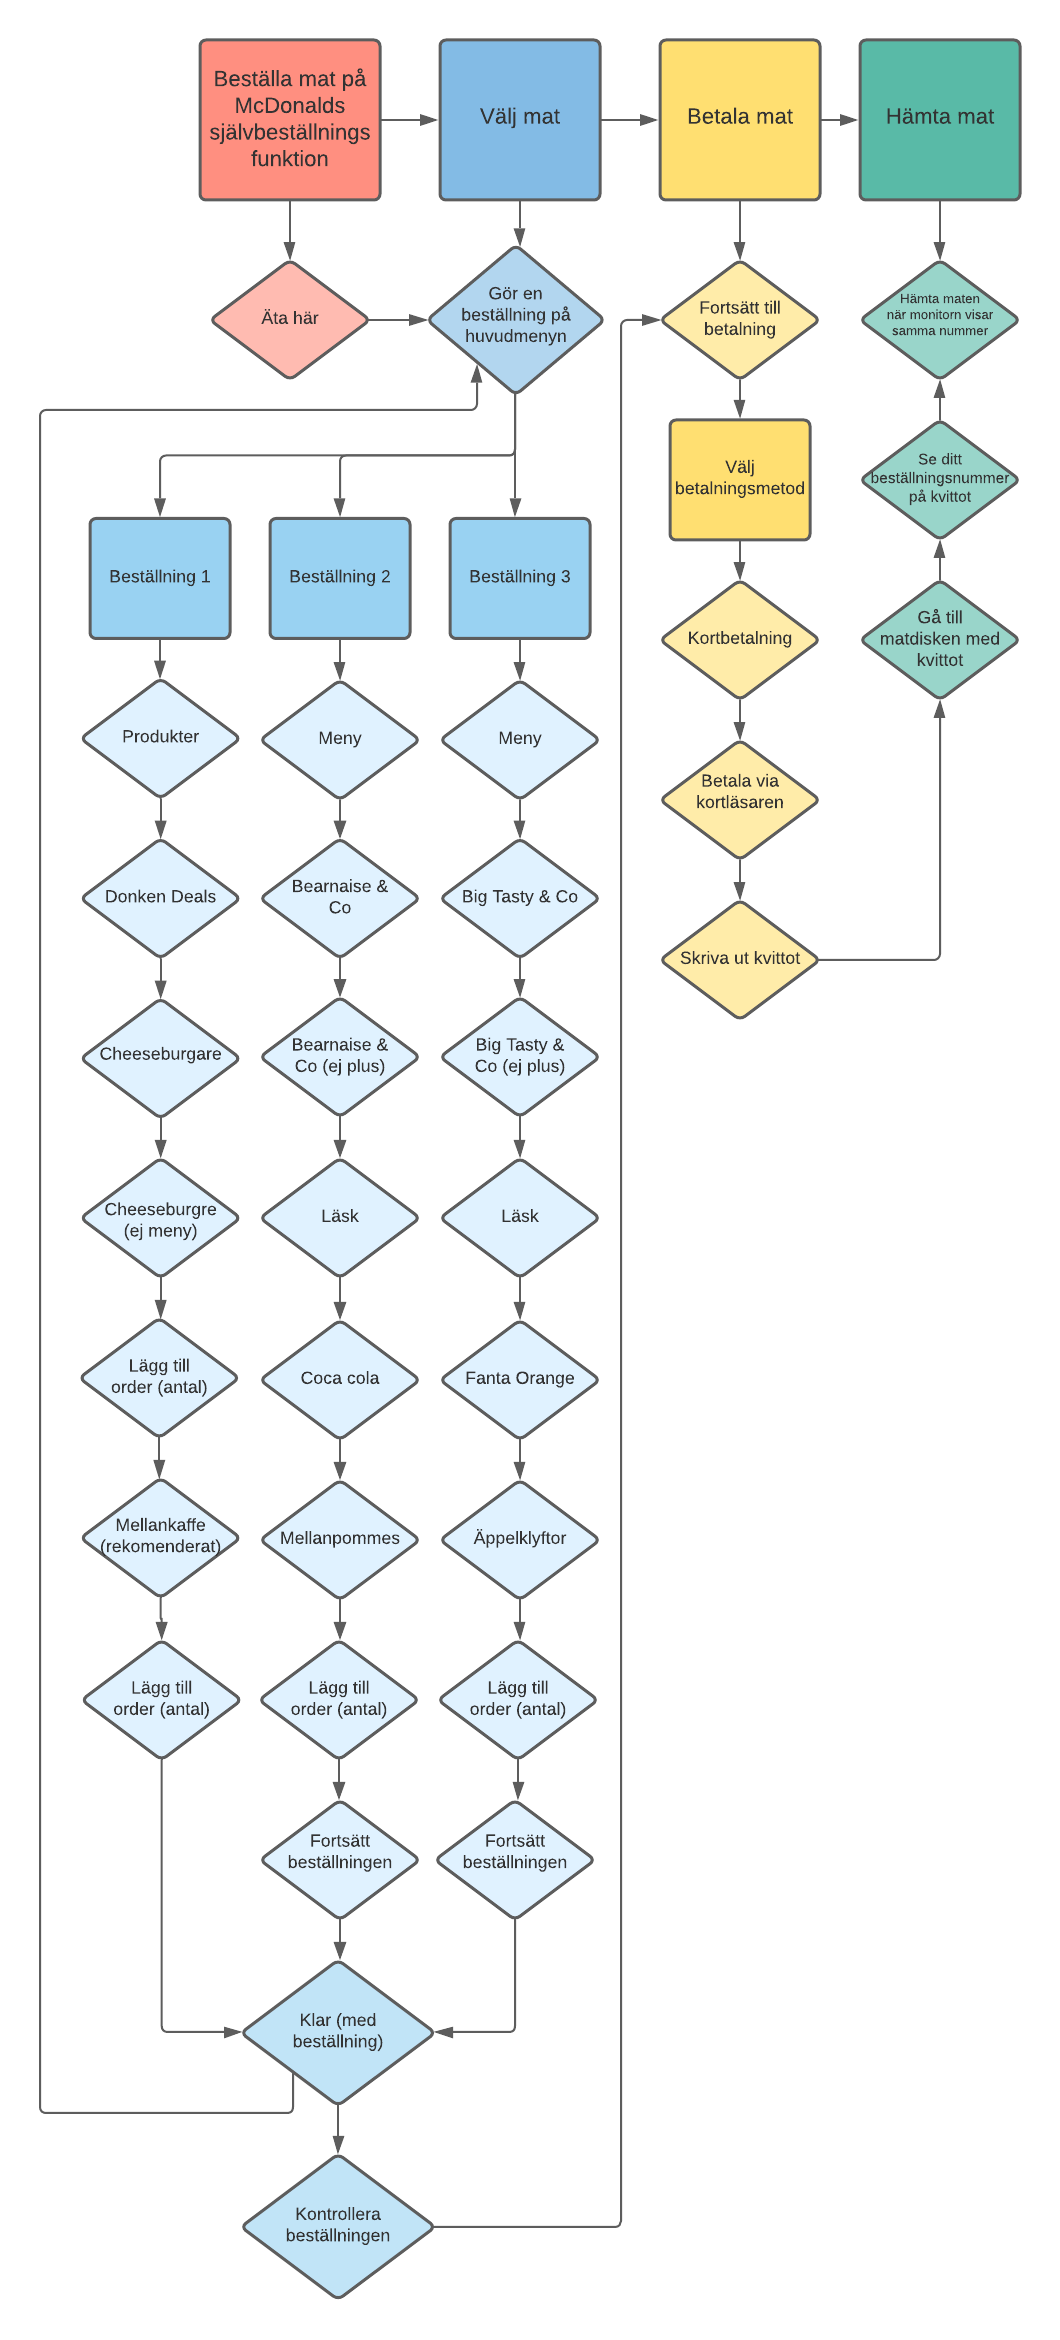 Beställa mat på
McDonalds
självbeställnings
funktion
Välj mat
Betala mat
Hämta mat
Äta här
Gör en
beställning på
huvudmenyn
Fortsätt till
betalning
Hämta maten
när monitorn visar
samma nummer
Välj
betalningsmetod
Se ditt
beställningsnummer
på kvittot
Beställning 1
Beställning 2
Beställning 3
Kortbetalning
Gå till
matdisken med
kvittot
Produkter
Meny
Meny
Betala via
kortläsaren
Donken Deals
Bearnaise &
Co
Big Tasty & Co
Skriva ut kvittot
Cheeseburgare
Bearnaise &
Co (ej plus)
Big Tasty &
Co (ej plus)
Cheeseburgre
(ej meny)
Läsk
Läsk
Lägg till
order (antal)
Coca cola
Fanta Orange
Mellankaffe
(rekomenderat)
Mellanpommes
Äppelklyftor
Lägg till
order (antal)
Lägg till
order (antal)
Lägg till
order (antal)
Fortsätt
beställningen
Fortsätt
beställningen
Klar (med
beställning)
Kontrollera
beställningen